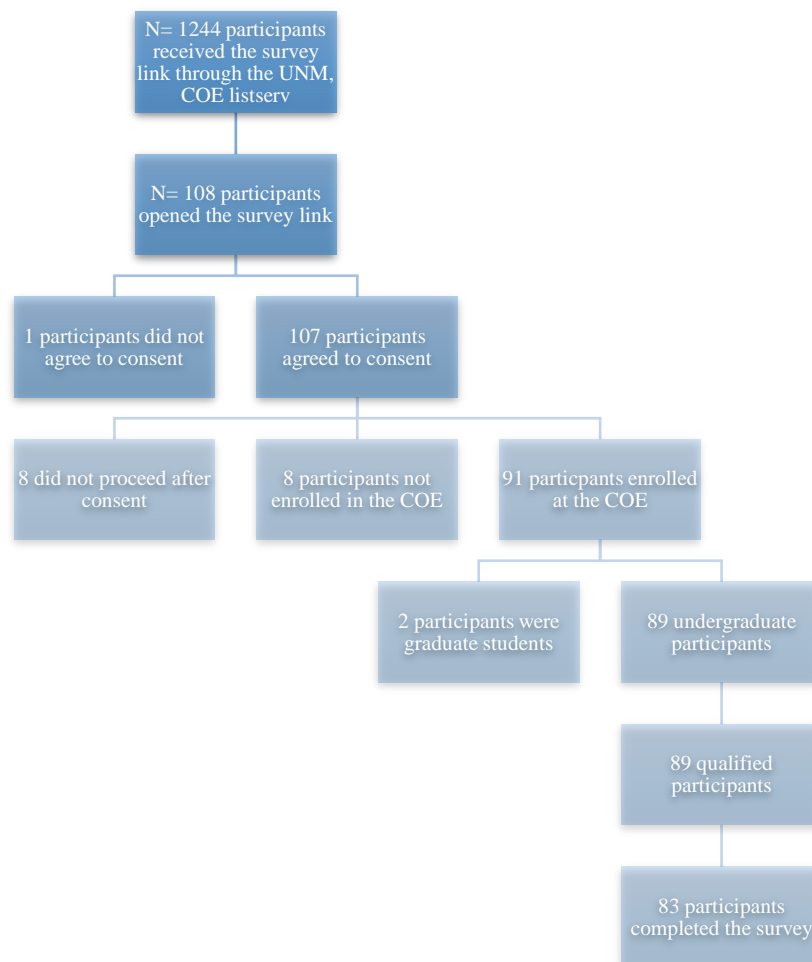 N= 1244 participants
received the survey
link through the UNM,
COE listserv
N= 108 participants
opened the survey link
1 participants did not
agree to consent
107 participants
agreed to consent
8 did not proceed after
consent
8 participants not
enrolled in the COE
91 particpants enrolled
at the COE
2 participants were
graduate students
89 undergraduate
participants
89 qualified
participants
83 participants
completed the survey